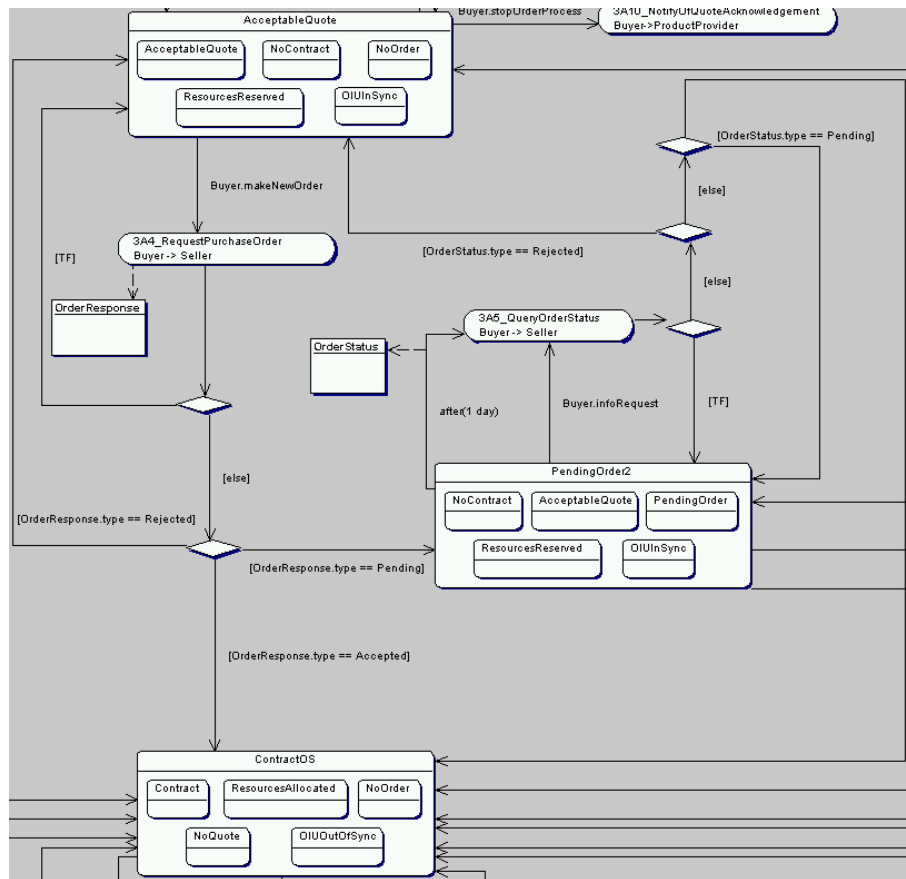 Buyer.stopOrderProcess
3A10_NotifyOfQuoteAcknowledgement
Buyer->ProductProvider
AcceptableQuote
AcceptableQuote
NoContract
NoOrder
ResourcesReserved
OIUInSync
[OrderStatus.type == Pending]
Buyer.makeNewOrder
[else]
3A4_RequestPurchaseOrder
Buyer -> Seller
[TF]
[OrderStatus.type == Rejected]
[else]
OrderResponse
3A5_QueryOrderStatus
Buyer -> Seller
OrderStatus
after(1 day)
Buyer.infoRequest
[TF]
[else]
PendingOrder2
NoContract
AcceptableQuote
PendingOrder
[OrderResponse.type == Rejected]
ResourcesReserved
OIUInSync
[OrderResponse.type == Pending]
[OrderResponse.type == Accepted]
ContractOS
Contract
ResourcesAllocated
NoOrder
NoQuote
OIUOutOfSync